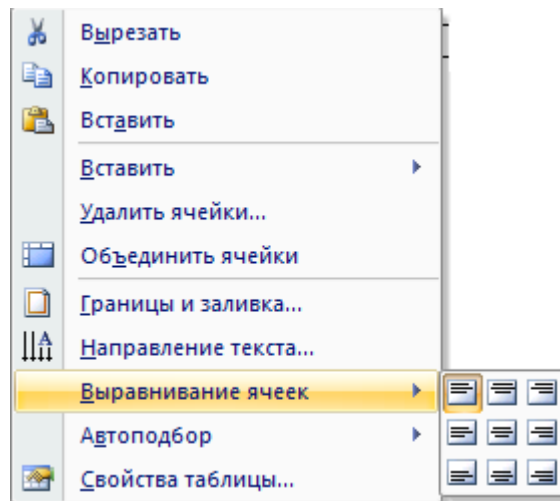 Вырезать
Копировать
Вставить
Вставить
Удалить ячейки...
Объединить ячейки
Границы и заливка...
Направление текста...
Выравнивание ячеек
Автоподбор
Свойства таблицы...